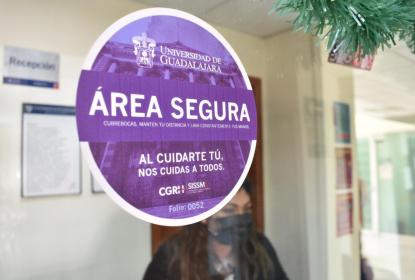 Recepción
UNIVERSIDAD DE
GUADALAJARA
ÁREA SEGURA
CUBREBOCAS, MANTEN TU DISTANCIA Y LAVA CONSTANTEMENTE TUS MANOS.
AL CUIDARTE TÚ,
NOS CUIDAS A TODOS.
CGRH SISSM
Folio: 0052